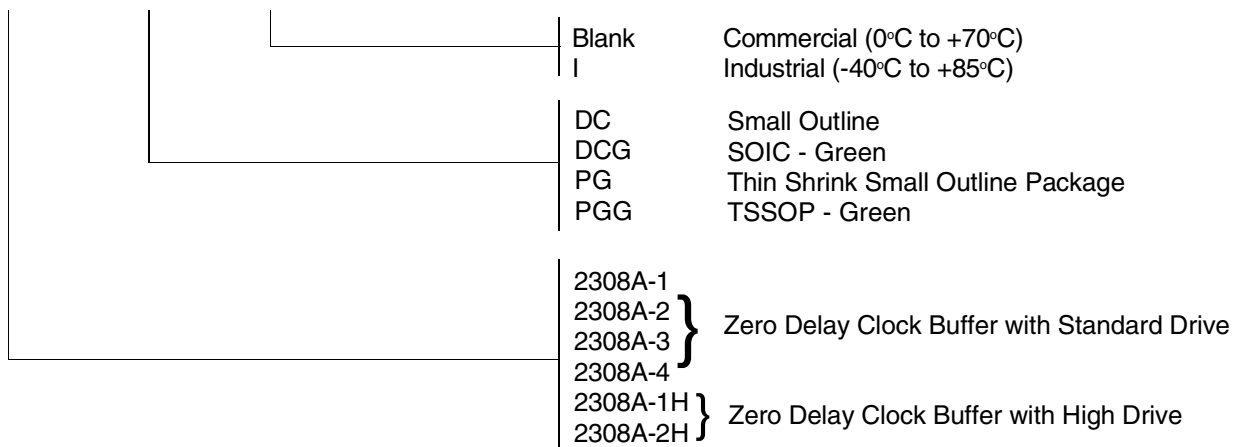 Blank Commercial (0°C to +70°C)
I Industrial (-40°C to +85°C)
DC Small Outline
DCG SOIC - Green
PG Thin Shrink Small Outline Package
PGG TSSOP - Green
2308A-1
2308A-2
2308A-3
2308A-4
Zero Delay Clock Buffer with Standard Drive
2308A-1H
2308A-2H
Zero Delay Clock Buffer with High Drive